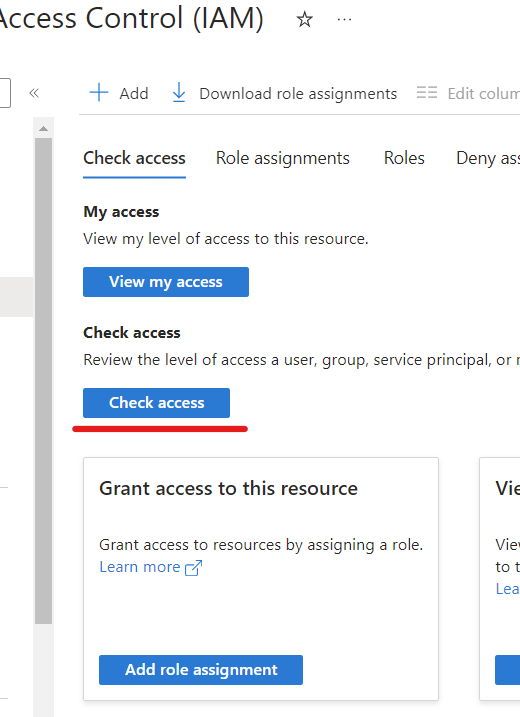 Access Control (IAM)
Add
Download role assignments
Edit colum
Check access
Role assignments
Roles
Deny ass
My access
View my level of access to this resource.
View my access
Check access
Review the level of access a user, group, service principal, or
Check access
Grant access to this resource
Grant access to resources by assigning a role.
Learn more
Add role assignment
Vie
View
to t
Lea